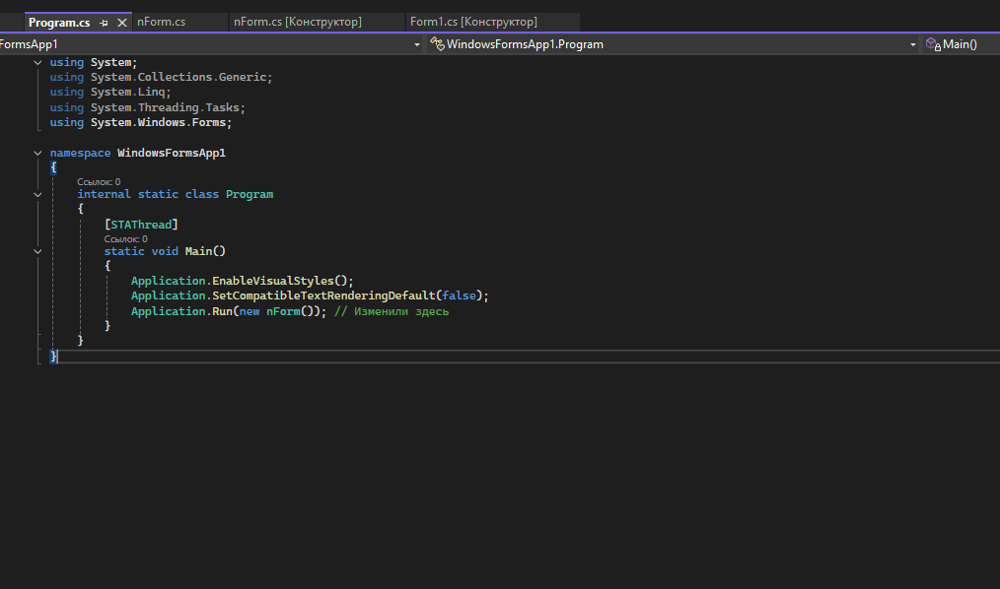 Program.cs
nForm.cs
nForm.cs [Конструктор]
Form1.cs [Конструктор]
FormsApp1
WindowsFormsApp1.Program
Main()
using System;
using System.Collections.Generic;
using System.Linq;
using System.Threading.Tasks;
using System.Windows.Forms;
namespace WindowsFormsApp1
{
Ссылок: 0
internal static class Program
{
[STAThread]
Ссылок: 0
static void Main()
{
Application.EnableVisualStyles();
Application.SetCompatibleTextRenderingDefault(false);
Application.Run(new nForm()); // Изменили здесь
}
}
}